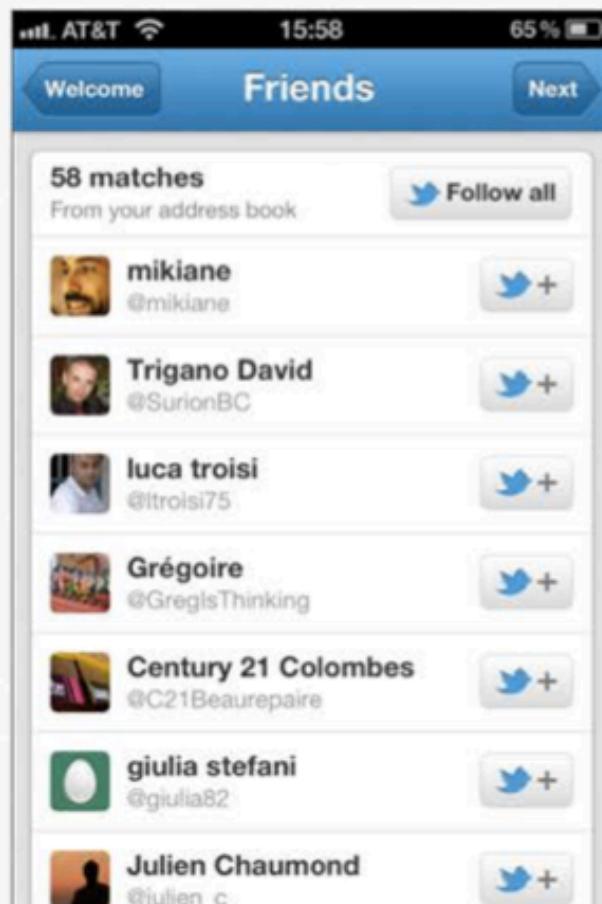 AT&T 15:58 65%
Welcome Friends Next
58 matches
From your address book
Follow all
mikiane
@mikiane
+
Trigano David
@SurionBC
+
luca troisi
@ltroisi75
+
Grégoire
@GregIsThinking
+
Century 21 Colombes
@C21Beaurepaire
+
giulia stefani
@giulia82
+
Julien Chaumond
@julien_c
+